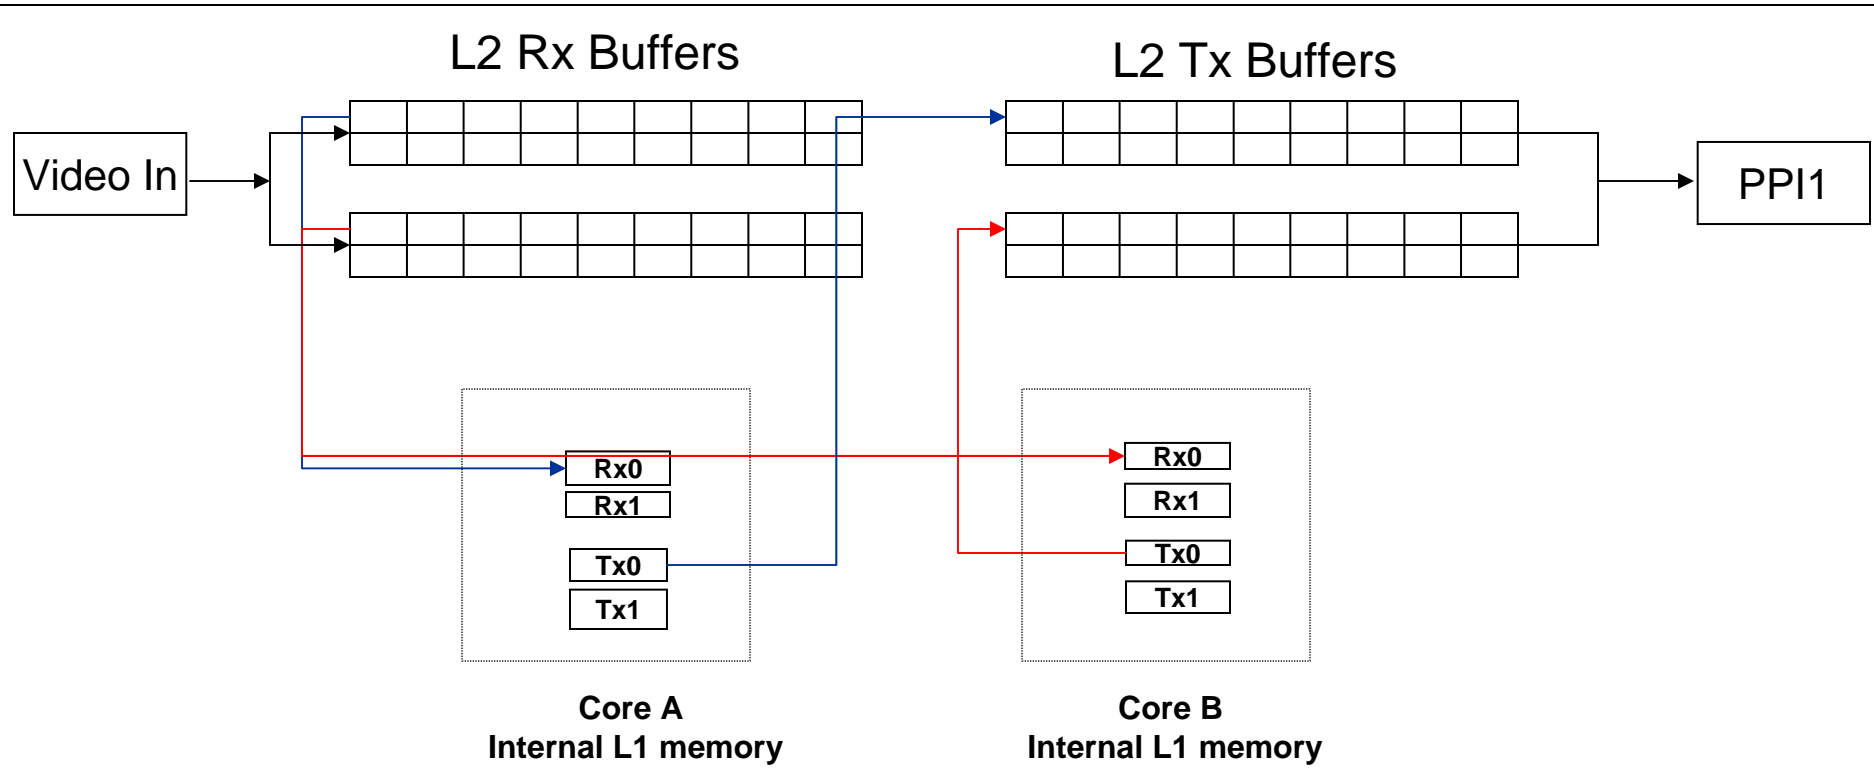 L2 Rx Buffers
L2 Tx Buffers
Video In
PPI1
Rx0
Rx1
Tx0
Tx1
Rx0
Rx1
Tx0
Tx1
Core A
Internal L1 memory
Core B
Internal L1 memory